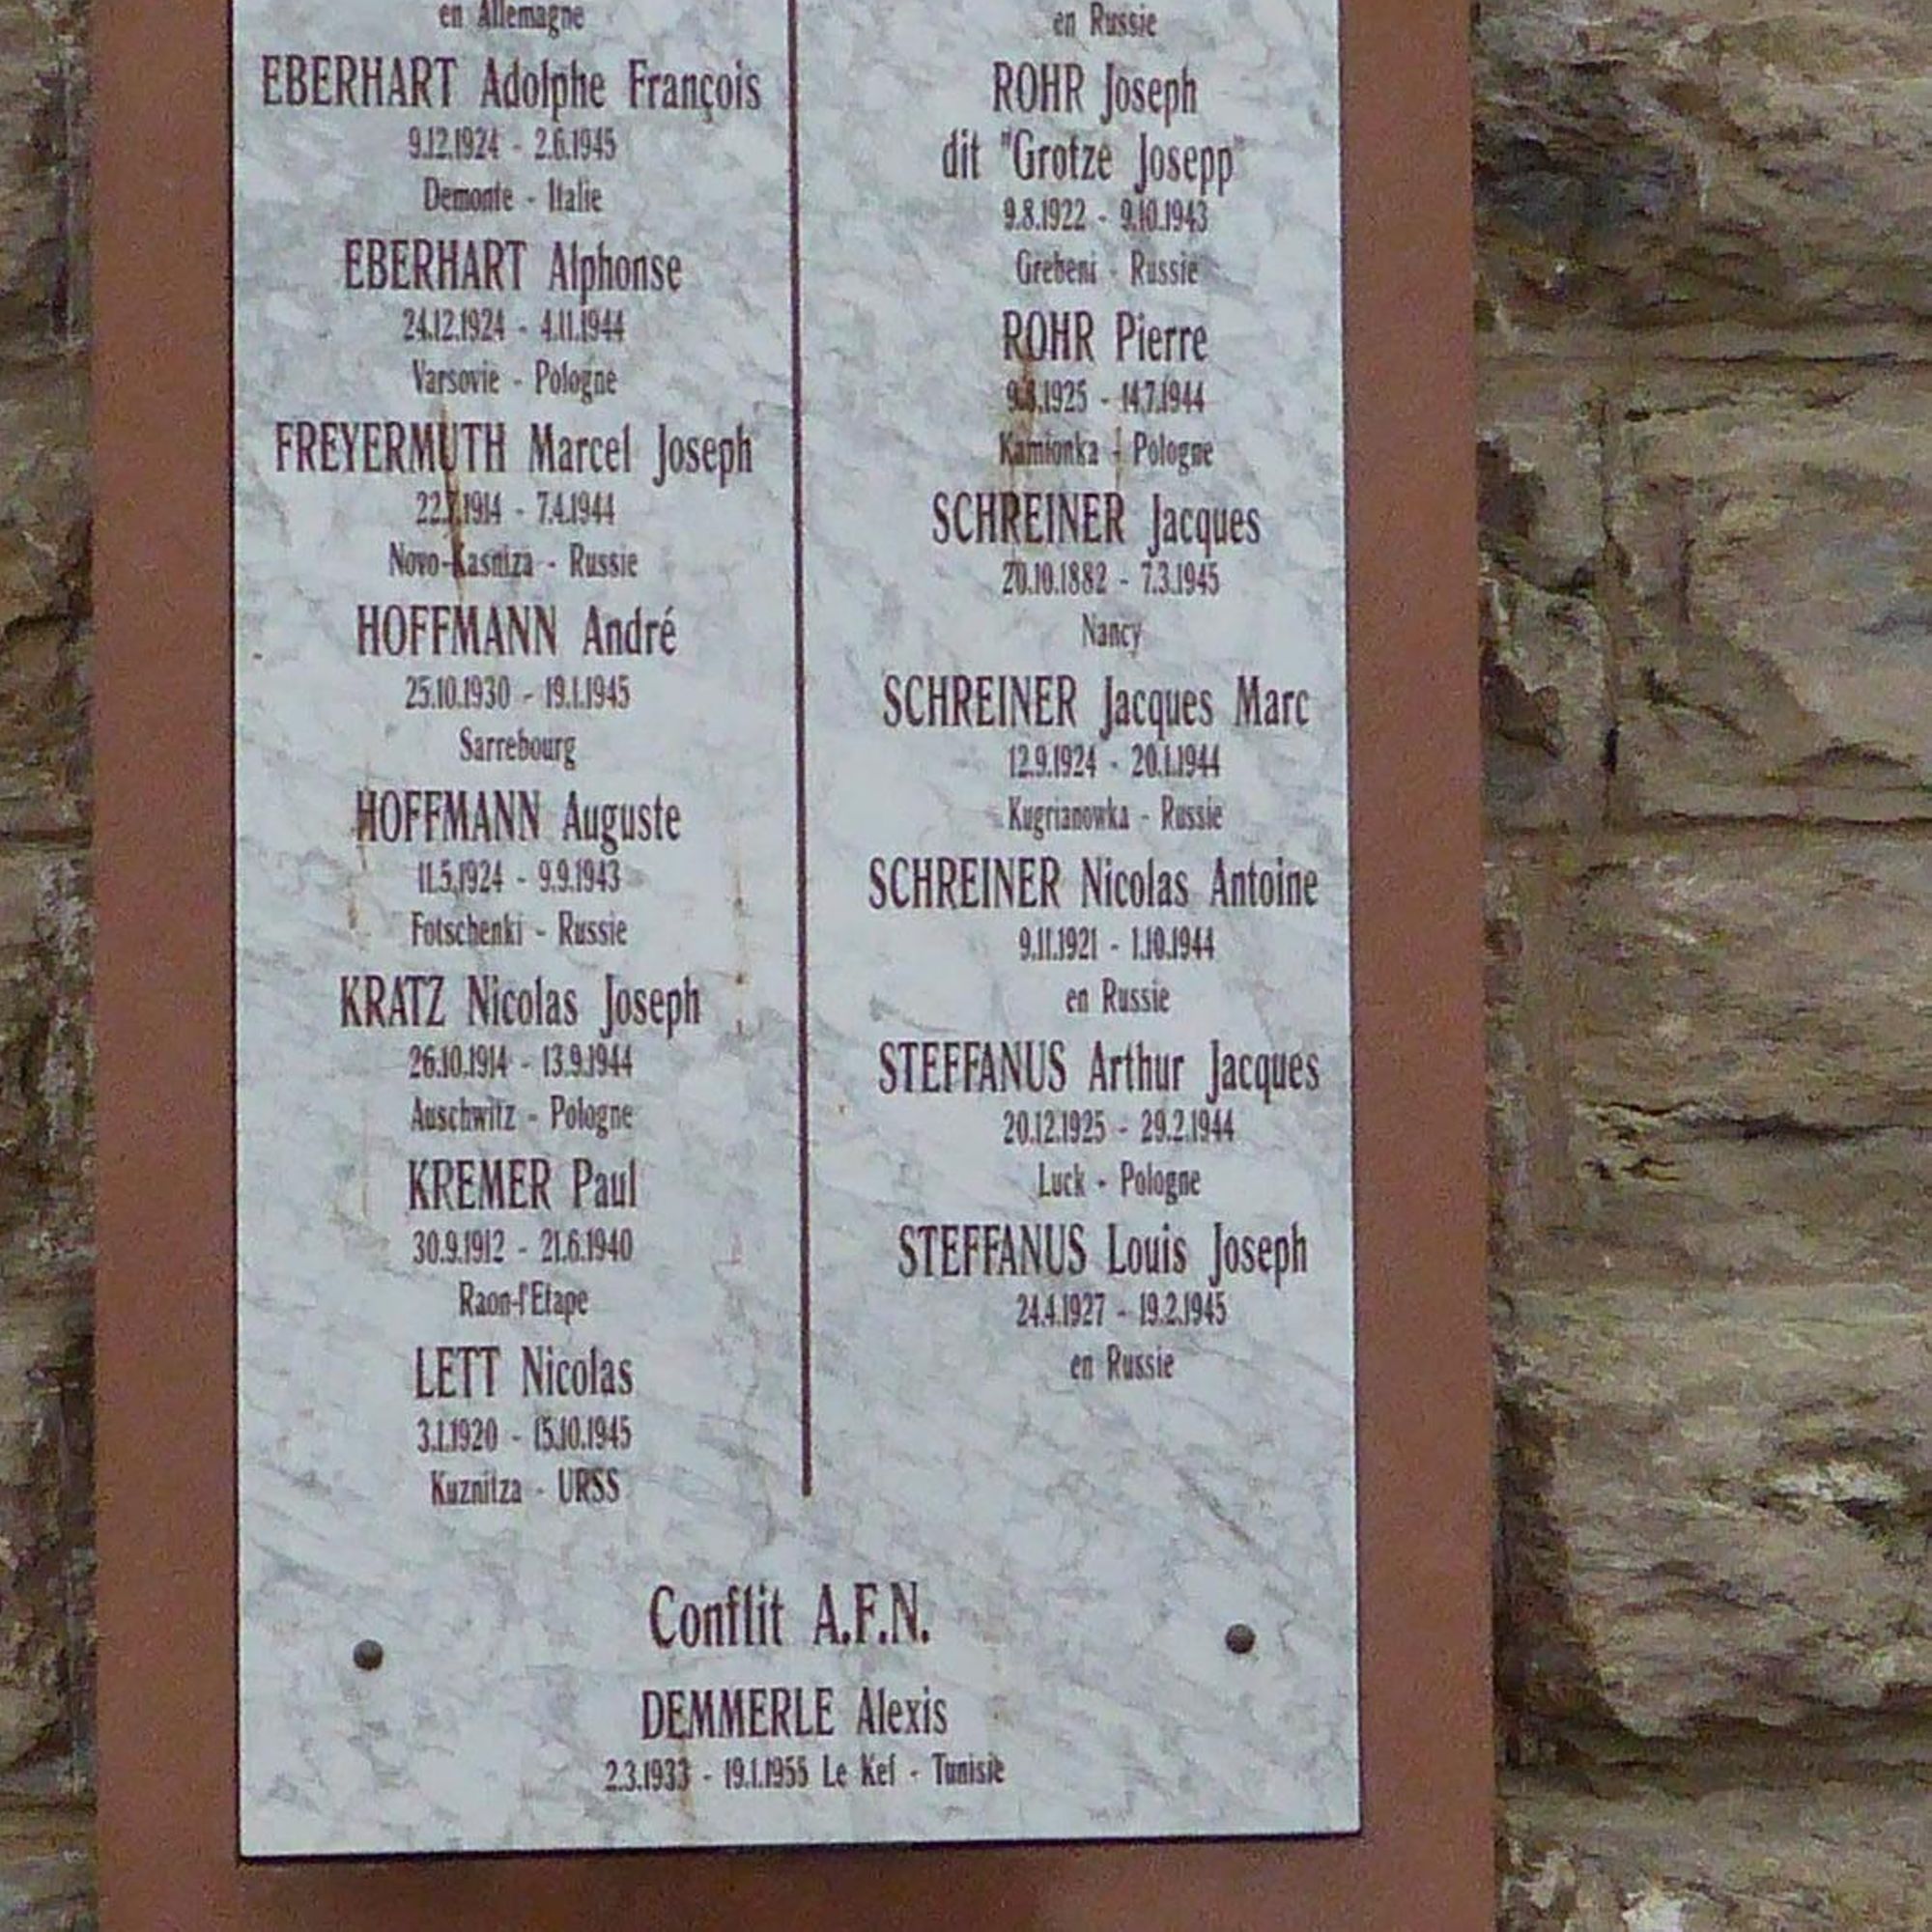 en Allemagne
EBERHART Adolphe François
9.12.1924 - 2.6.1945
Demonte - Italie
EBERHART Alphonse
24.12.1924 - 4.11.1944
Varsovie - Pologne
FREYERMUTH Marcel Joseph
22.7.1914 - 7.4.1944
Novo-Kasniza - Russie
HOFFMANN André
25.10.1930 - 19.1.1945
Sarrebourg
HOFFMANN Auguste
11.5.1924 - 9.9.1943
Fotschenki - Russie
KRATZ Nicolas Joseph
26.10.1914 - 13.9.1944
Auschwitz - Pologne
KREMER Paul
30.9.1912 - 21.6.1940
Raon-l'Etape
LETT Nicolas
3.1.1920 - 15.10.1945
Kuznitza - URSS
en Russie
ROHR Joseph
dit "Grotze Josepp"
9.8.1922 - 9.10.1943
Grebeni - Russie
ROHR Pierre
9.8.1925 - 14.7.1944
Kamionka - Pologne
SCHREINER Jacques
20.10.1882 - 7.3.1945
Nancy
SCHREINER Jacques Marc
12.9.1924 - 20.1.1944
Kugrianowka - Russie
SCHREINER Nicolas Antoine
9.11.1921 - 1.10.1944
en Russie
STEFFANUS Arthur Jacques
20.12.1925 - 29.2.1944
Luck - Pologne
STEFFANUS Louis Joseph
24.4.1927 - 19.2.1945
en Russie
Conflit A.F.N.
DEMMERLE Alexis
2.3.1933 - 19.1.1955 Le Kef - Tunisie